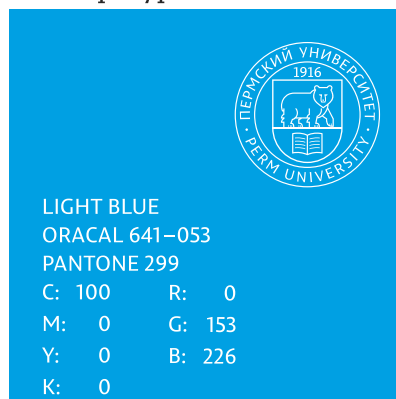 ПЕРМСКИЙ УНИВЕРСИТЕТ
1916
PERM UNIVERSITY
LIGHT BLUE
ORACAL 641–053
PANTONE 299
C: 100 R: 0
M: 0 G: 153
Y: 0 B: 226
K: 0